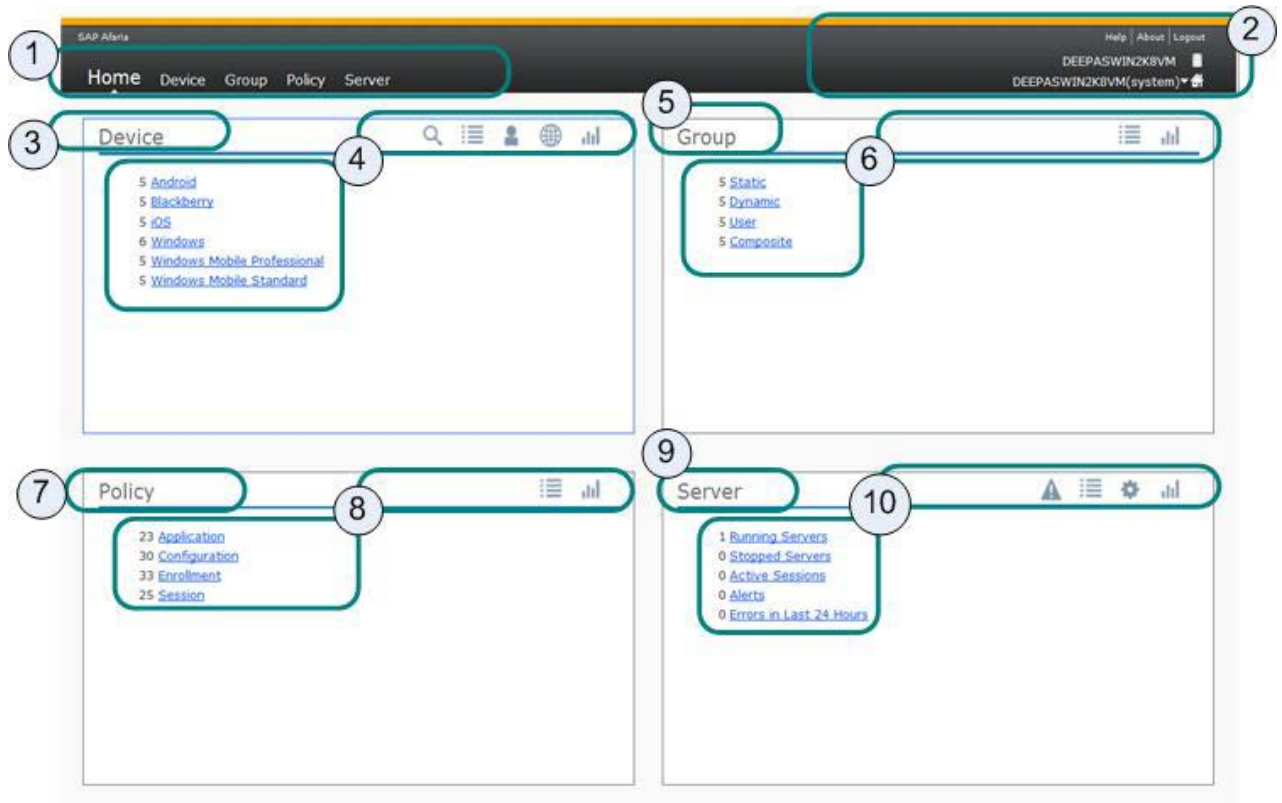 SAP Afaria
Help | About | Logout
1
2
DEEPASWIN2K8VM
Home Device Group Policy Server
DEEPASWIN2K8VM(system)
3
Device
4
5 Android
5 Blackberry
5 iOS
6 Windows
5 Windows Mobile Professional
5 Windows Mobile Standard
5
Group
6
5 Static
5 Dynamic
5 User
5 Composite
7
Policy
8
23 Application
30 Configuration
33 Enrollment
25 Session
9
Server
10
1 Running Servers
0 Stopped Servers
0 Active Sessions
0 Alerts
0 Errors in Last 24 Hours